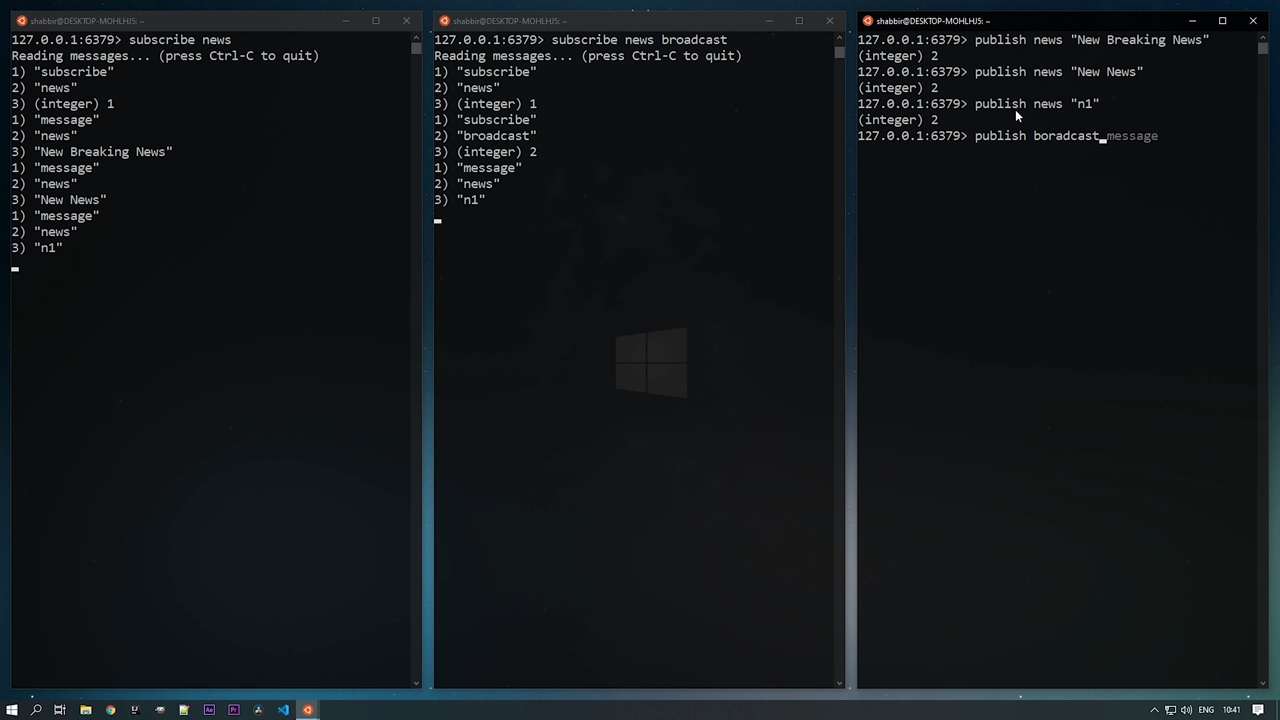 shabbir@DESKTOP-MOHLHJ5: ~
127.0.0.1:6379> subscribe news
Reading messages... (press Ctrl-C to quit)
1) "subscribe"
2) "news"
3) (integer) 1
1) "message"
2) "news"
3) "New Breaking News"
1) "message"
2) "news"
3) "New News"
1) "message"
2) "news"
3) "n1"
shabbir@DESKTOP-MOHLHJ5: ~
127.0.0.1:6379> subscribe news broadcast
Reading messages... (press Ctrl-C to quit)
1) "subscribe"
2) "news"
3) (integer) 1
1) "subscribe"
2) "broadcast"
3) (integer) 2
1) "message"
2) "news"
3) "n1"
shabbir@DESKTOP-MOHLHJ5: ~
127.0.0.1:6379> publish news "New Breaking News"
(integer) 2
127.0.0.1:6379> publish news "New News"
(integer) 2
127.0.0.1:6379> publish news "n1"
(integer) 2
127.0.0.1:6379> publish boradcast message
Ae
Pr
ENG
10:41